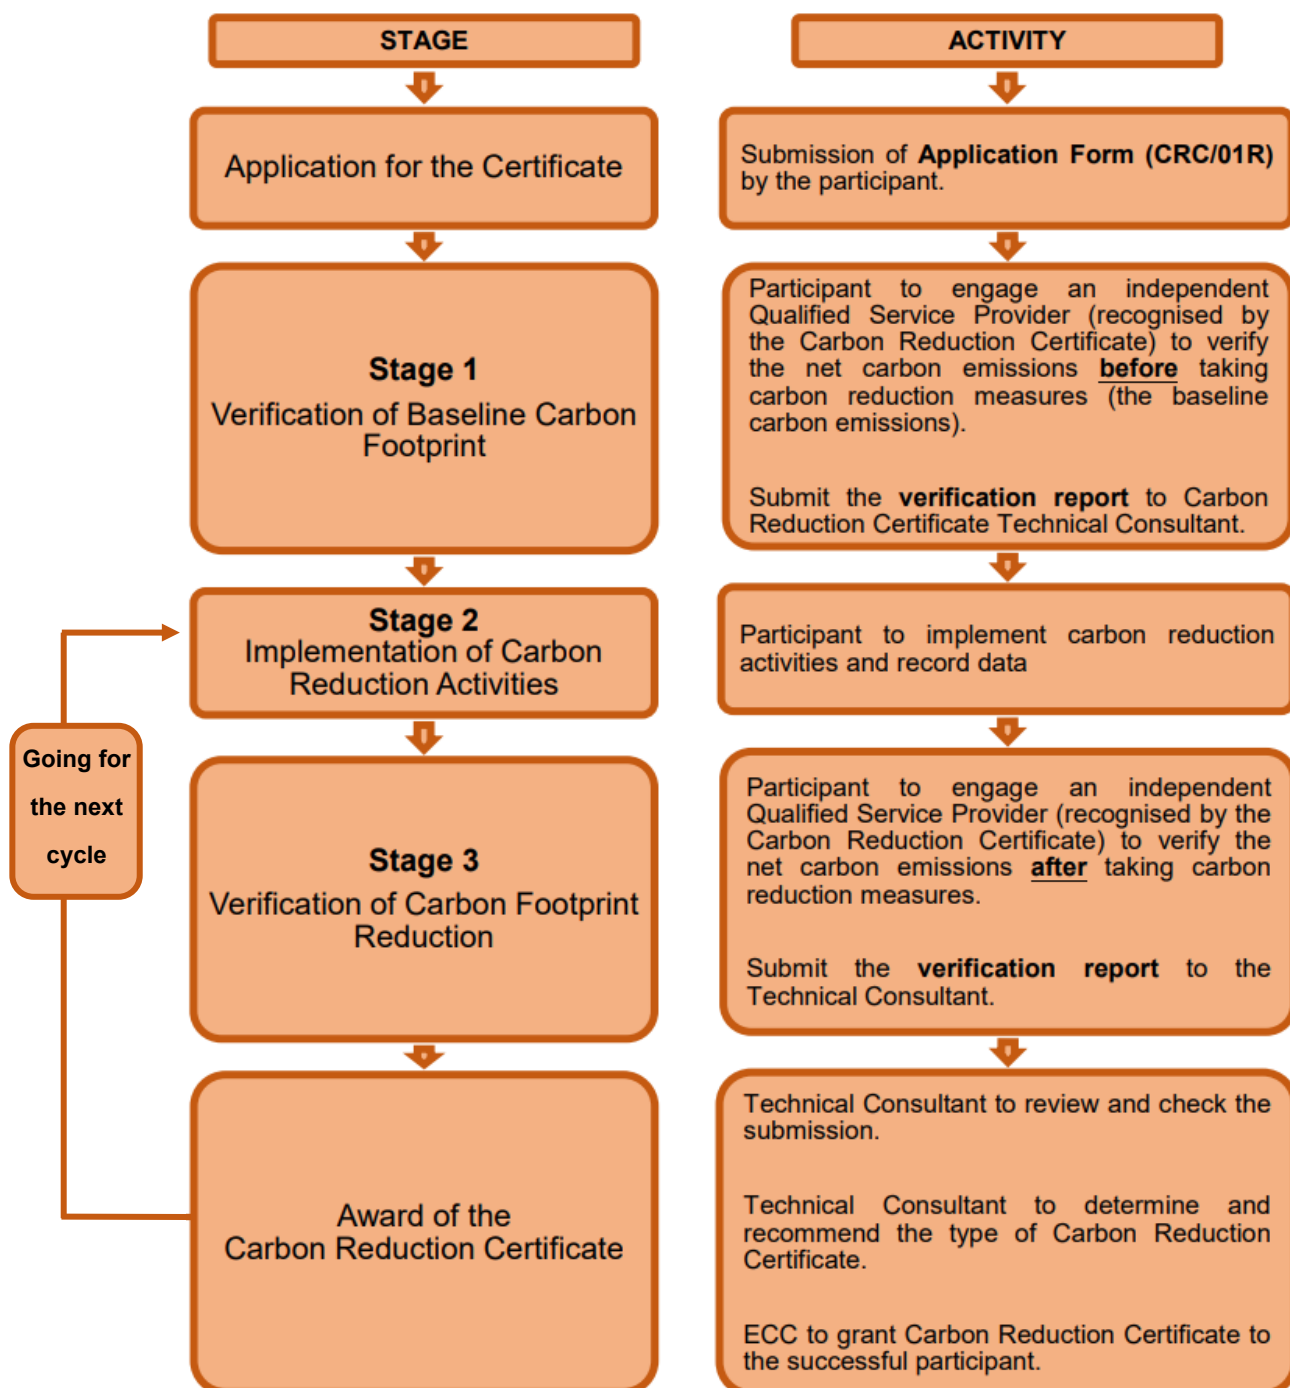 STAGE
ACTIVITY
Application for the Certificate
Submission of Application Form (CRC/01R)
by the participant.
Stage 1
Verification of Baseline Carbon
Footprint
Participant to engage an independent
Qualified Service Provider (recognised by
the Carbon Reduction Certificate) to verify
the net carbon emissions before taking
carbon reduction measures (the baseline
carbon emissions).
Submit the verification report to Carbon
Reduction Certificate Technical Consultant.
Stage 2
Implementation of Carbon
Reduction Activities
Participant to implement carbon reduction
activities and record data
Going for
the next
cycle
Stage 3
Verification of Carbon Footprint
Reduction
Participant to engage an independent
Qualified Service Provider (recognised by the
Carbon Reduction Certificate) to verify the
net carbon emissions after taking carbon
reduction measures.
Submit the verification report to the
Technical Consultant.
Award of the
Carbon Reduction Certificate
Technical Consultant to review and check the
submission.
Technical Consultant to determine and
recommend the type of Carbon Reduction
Certificate.
ECC to grant Carbon Reduction Certificate to
the successful participant.